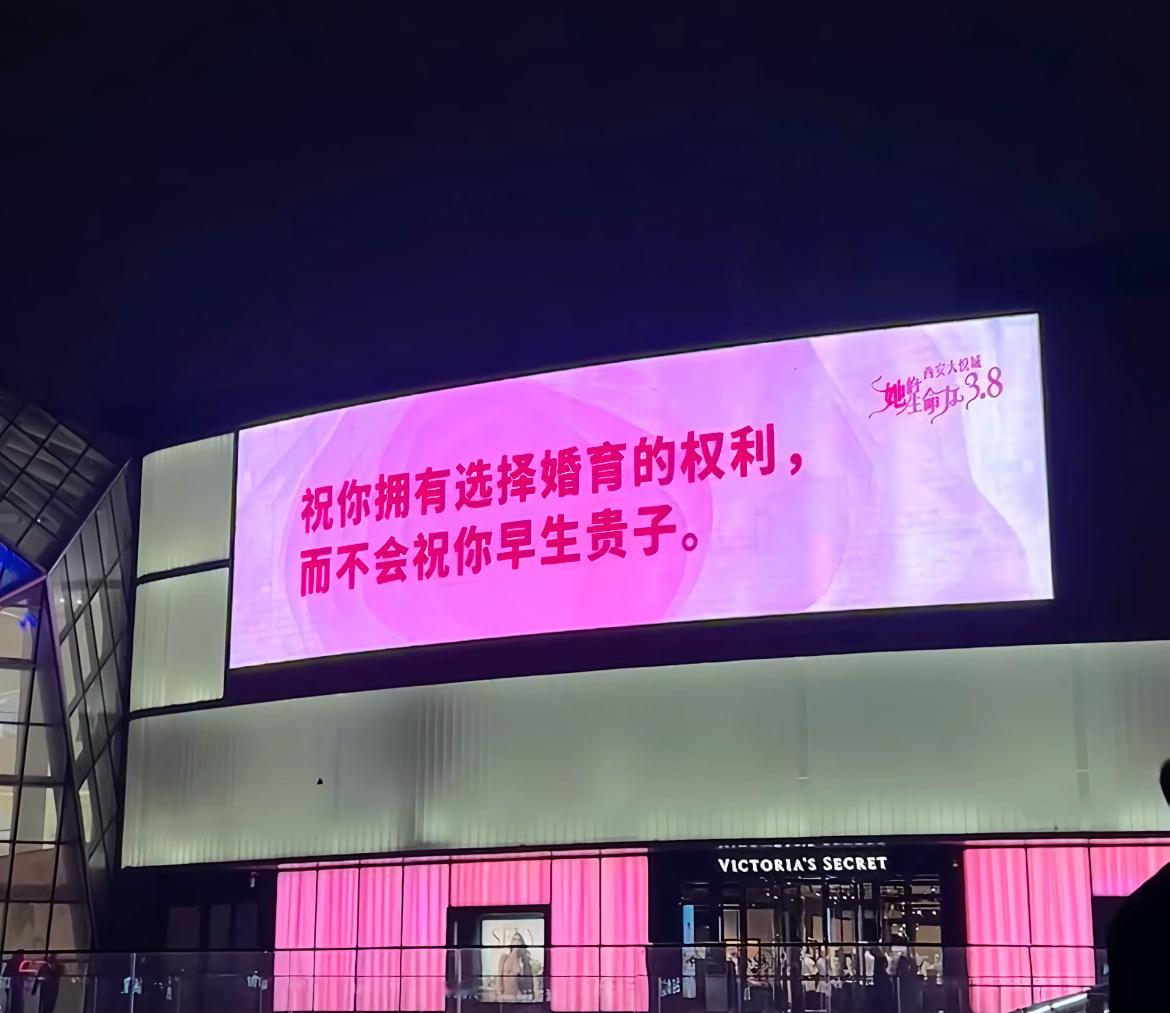 西安大悦城
她的生命力 3.8
祝你拥有选择婚育的权利，
而不会祝你早生贵子。
VICTORIA'S SECRET